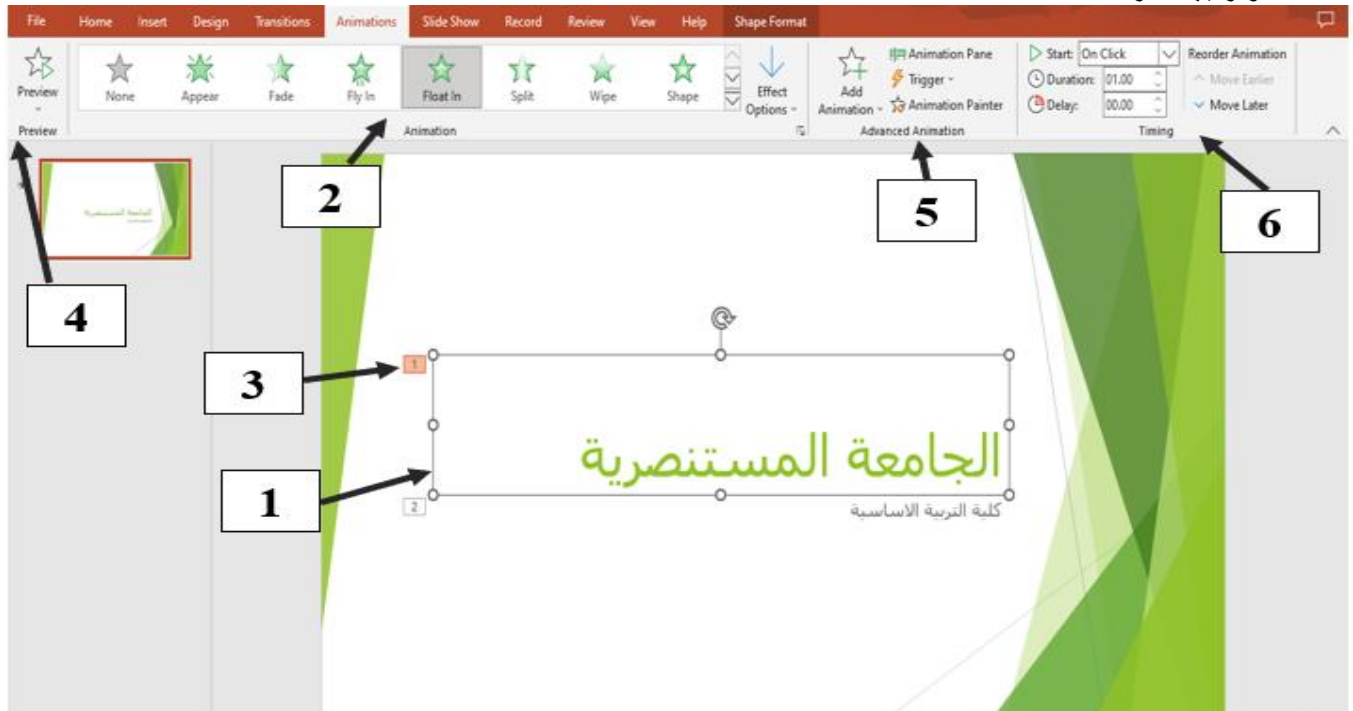 File Home Insert Design Transitions Animations Slide Show Record Review View Help Shape Format
Preview
None Appear Fade Fly In Float In Split Wipe Shape
Effect Options
Add Animation
Animation Pane
Trigger
Animation Painter
Start: On Click
Duration: 01.00
Delay: 00.00
Reorder Animation
Move Earlier
Move Later
Preview Animation Advanced Animation Timing
2
5
6
4
3
1
1
2
الجامعة المستنصرية
كلية التربية الاساسية
الجامعة المستنصرية